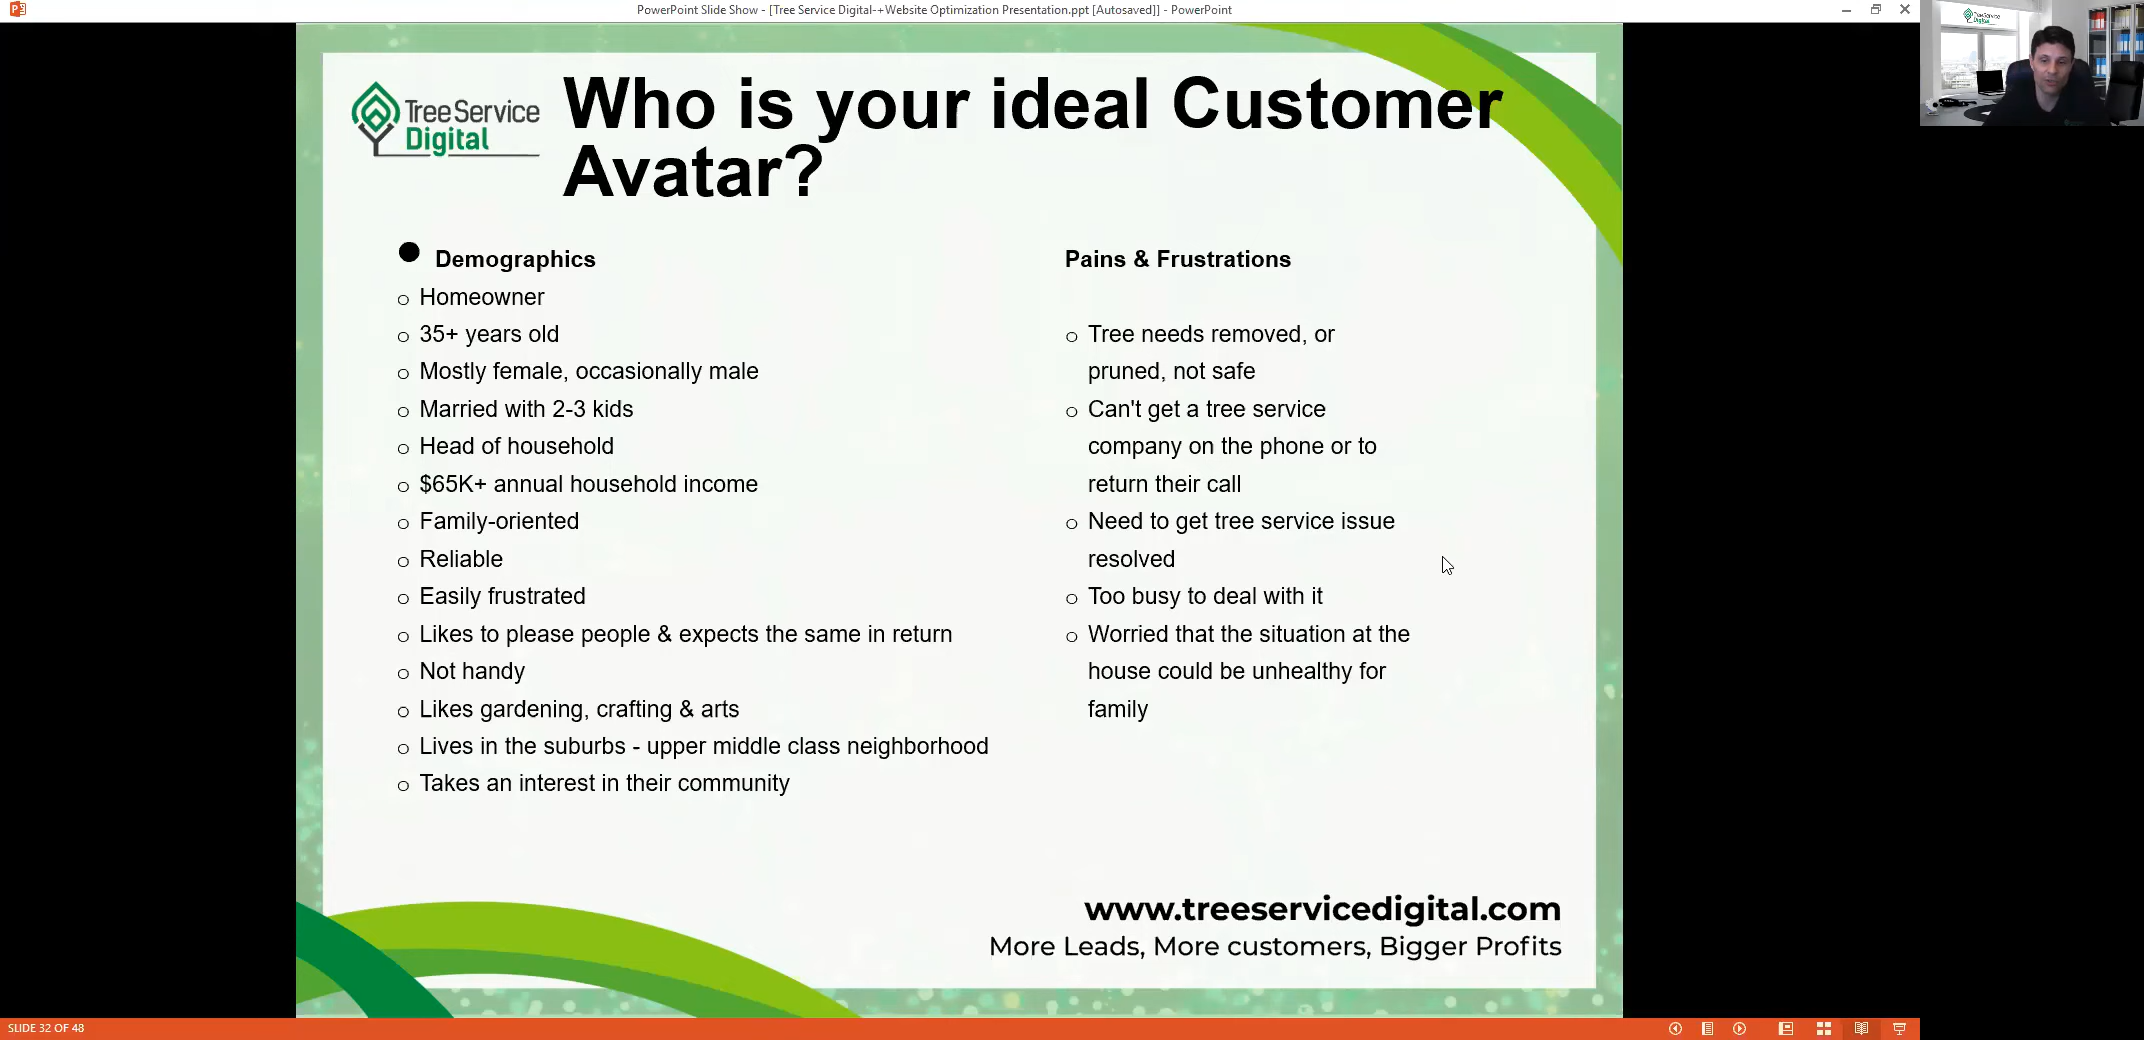 PowerPoint Slide Show - [Tree Service Digital-+Website Optimization Presentation.ppt [Autosaved]] - PowerPoint
Tree Service
Digital
Tree Service
Digital
Who is your ideal Customer
Avatar?
Demographics
Homeowner
35+ years old
Mostly female, occasionally male
Married with 2-3 kids
Head of household
$65K+ annual household income
Family-oriented
Reliable
Easily frustrated
Likes to please people & expects the same in return
Not handy
Likes gardening, crafting & arts
Lives in the suburbs - upper middle class neighborhood
Takes an interest in their community
Pains & Frustrations
Tree needs removed, or
pruned, not safe
Can't get a tree service
company on the phone or to
return their call
Need to get tree service issue
resolved
Too busy to deal with it
Worried that the situation at the
house could be unhealthy for
family
www.treeservicedigital.com
More Leads, More customers, Bigger Profits
SLIDE 32 OF 48